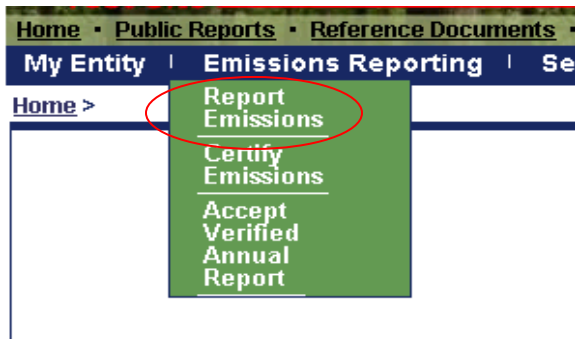 Home · Public Reports · Reference Documents ·
My Entity | Emissions Reporting | Se
Home >
Report
Emissions
Certify
Emissions
Accept
Verified
Annual
Report